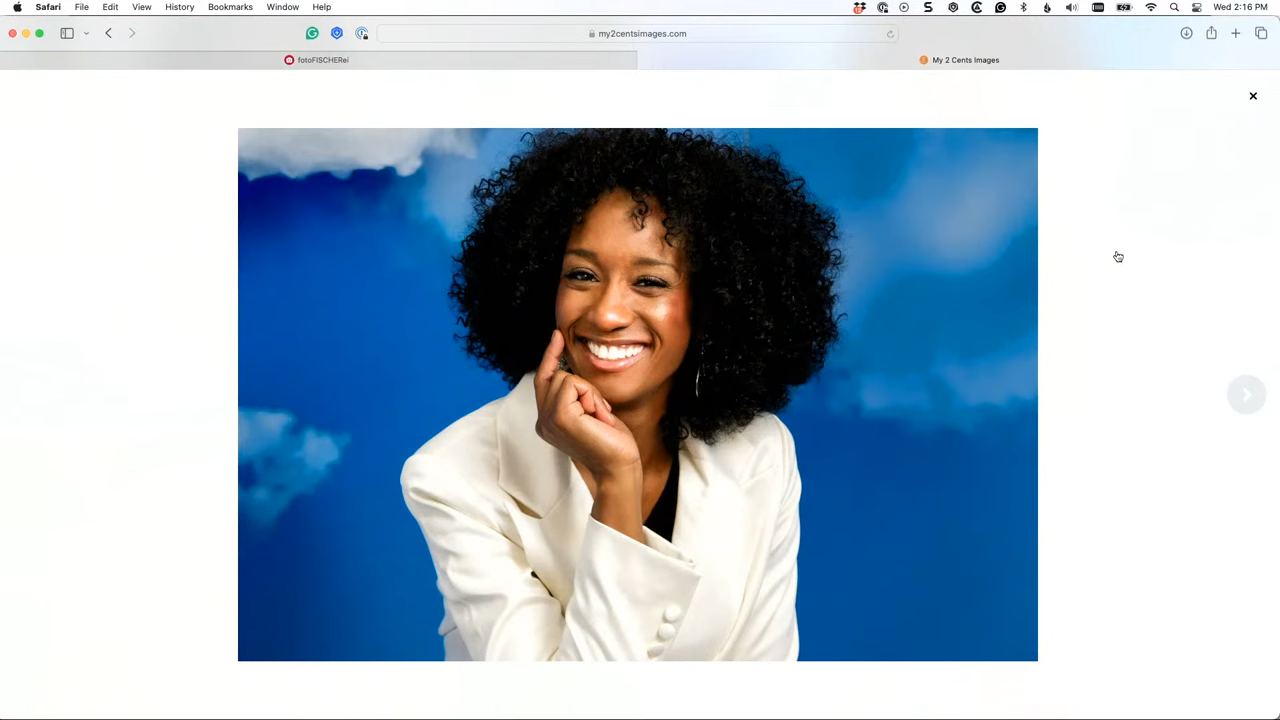 Safari File Edit View History Bookmarks Window Help Wed 2:16 PM
my2centsimages.com
fotoFISCHERei My 2 Cents Images